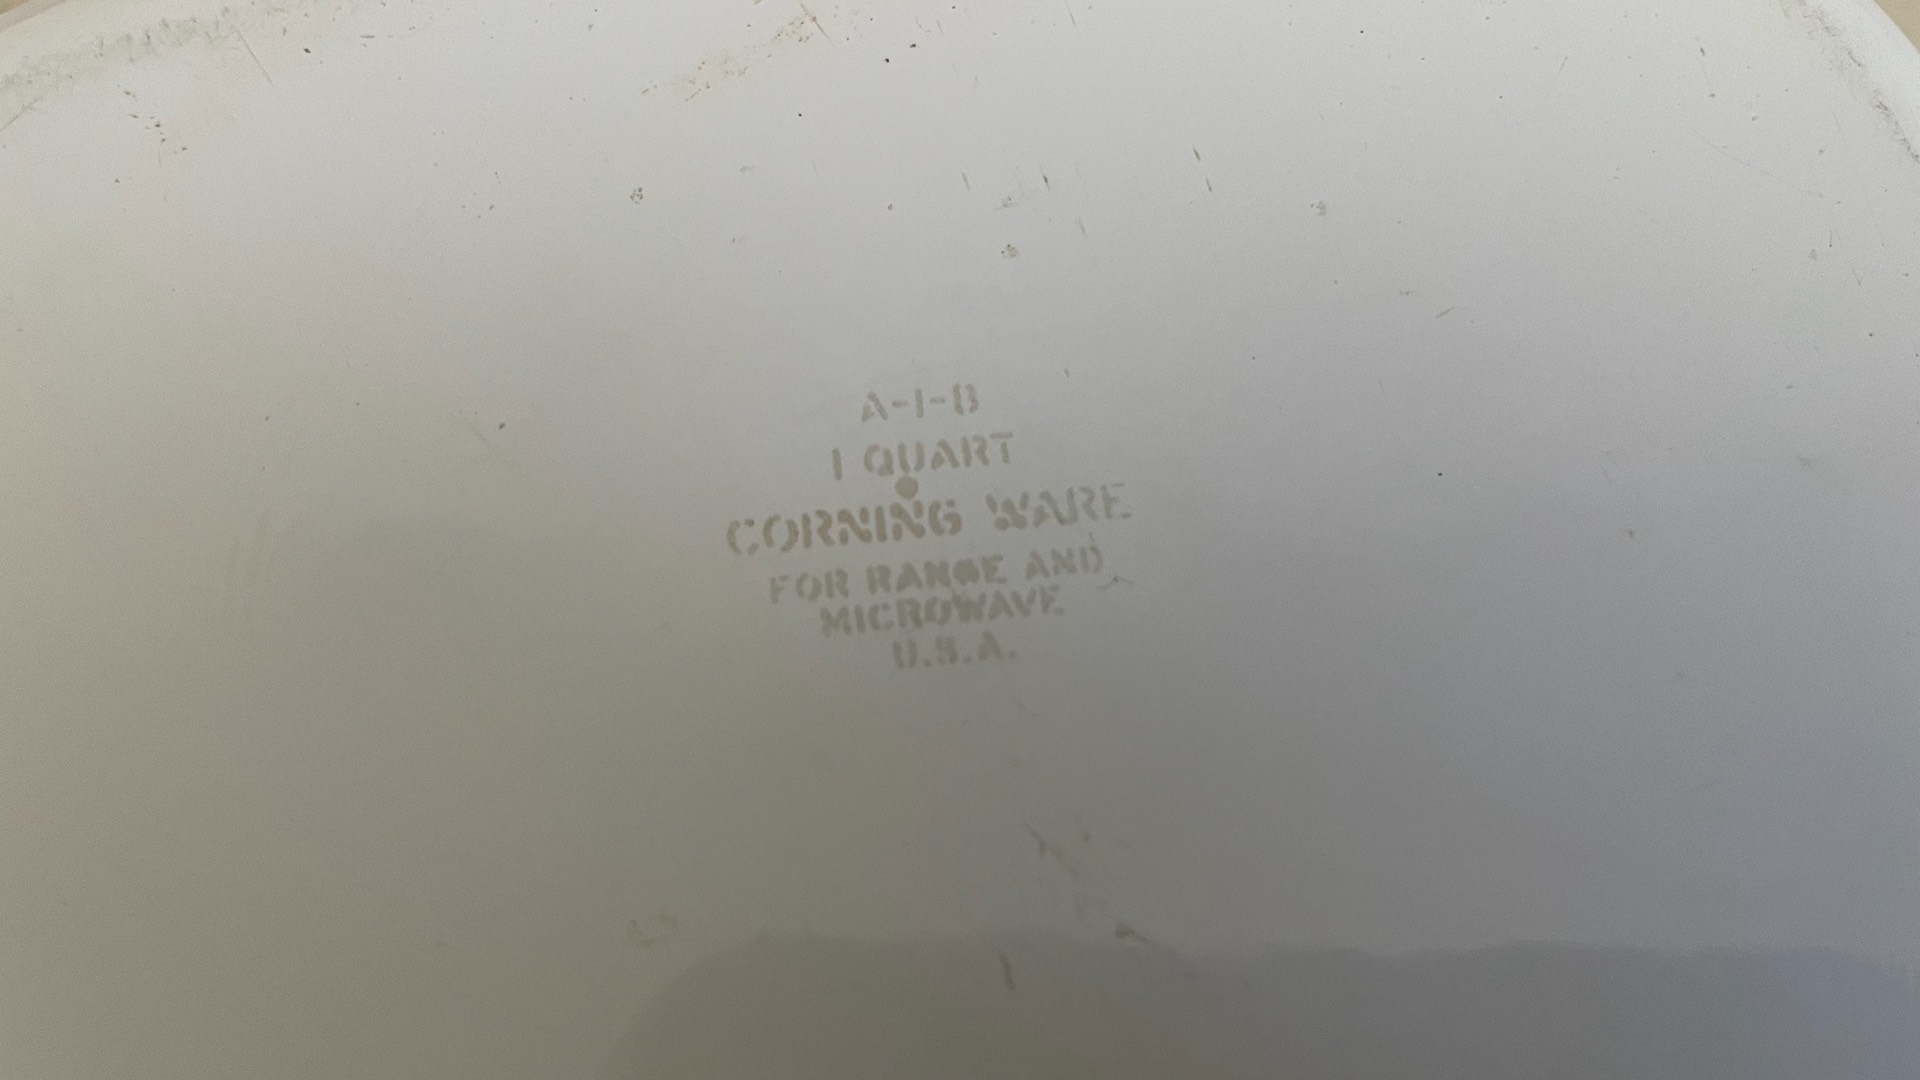 A-1-B
1 QUART
CORNING WARE
FOR RANGE AND
MICROWAVE
U.S.A.